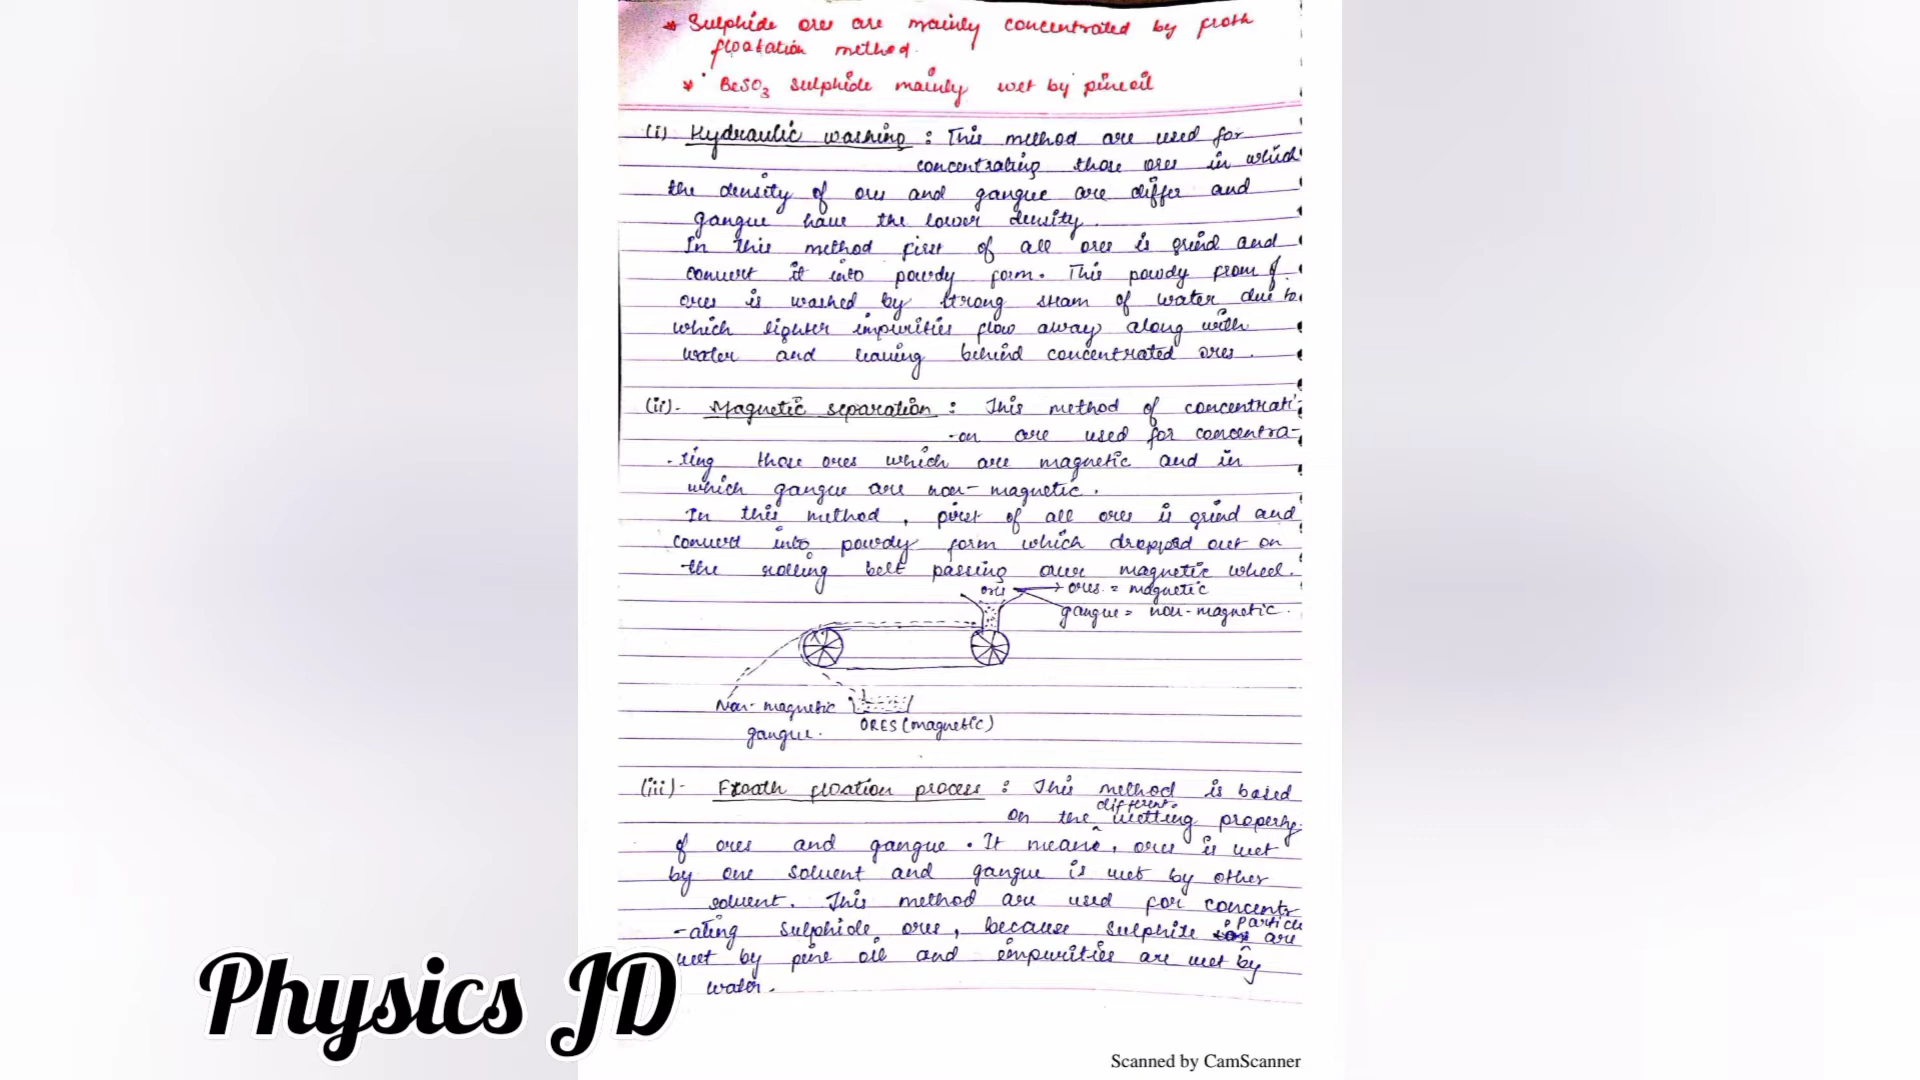 * Sulphide ores are mainly concentrated by froth
floatation method.
* BeSO3 sulphide mainly wet by pine oil
(i) Hydraulic washing : This method are used for
concentrating those ores in which
the density of ores and gangue are differ and
gangue have the lower density.
In this method first of all ores is grind and
convert it into powdy form. This powdy from of
ores is washed by strong steam of water due to
which lighter impurities flow away along with
water and leaving behind concentrated ores.
(ii)- Magnetic separation : This method of concentrati-
-on are used for concentra-
-ting those ores which are magnetic and in
which gangue are non-magnetic.
In this method, first of all ores is grind and
convert into powdy form which dropped out on
the rolling belt passing over magnetic wheel.
ores → ores = magnetic
gangue = non-magnetic.
Non-magnetic
gangue.
ORES (magnetic)
(iii)- Froath floation process : This method is based
on the different wetting property
of ores and gangue. It means, ores is wet
by one solvent and gangue is wet by other
solvent. This method are used for concentr
-ating sulphide ores, because sulphite particle are
wet by pine oil and impurities are wet by
water.
Physics JD
Scanned by CamScanner